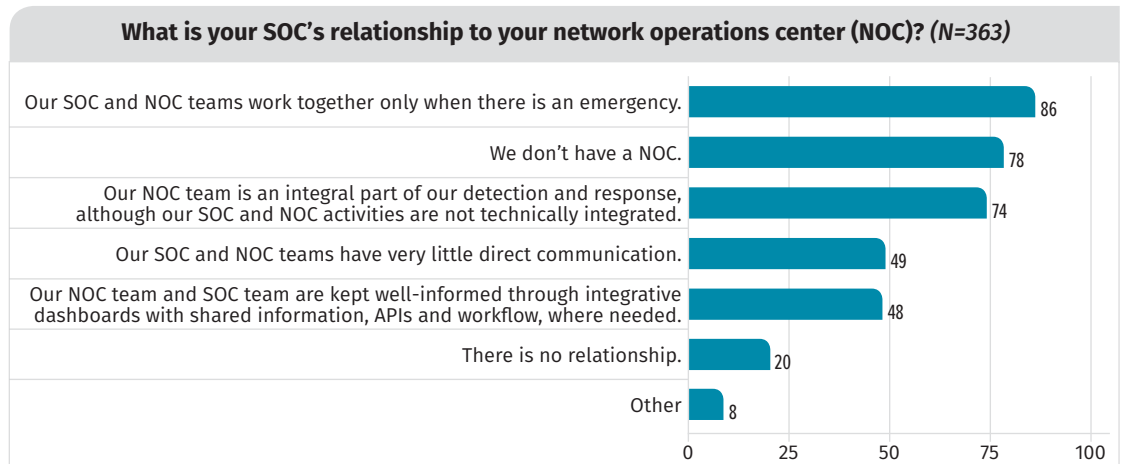 What is your SOC’s relationship to your network operations center (NOC)? (N=363)
Our SOC and NOC teams work together only when there is an emergency.
86
We don’t have a NOC.
78
Our NOC team is an integral part of our detection and response,
although our SOC and NOC activities are not technically integrated.
74
Our SOC and NOC teams have very little direct communication.
49
Our NOC team and SOC team are kept well-informed through integrative
dashboards with shared information, APIs and workflow, where needed.
48
There is no relationship.
20
Other
8
0 25 50 75 100